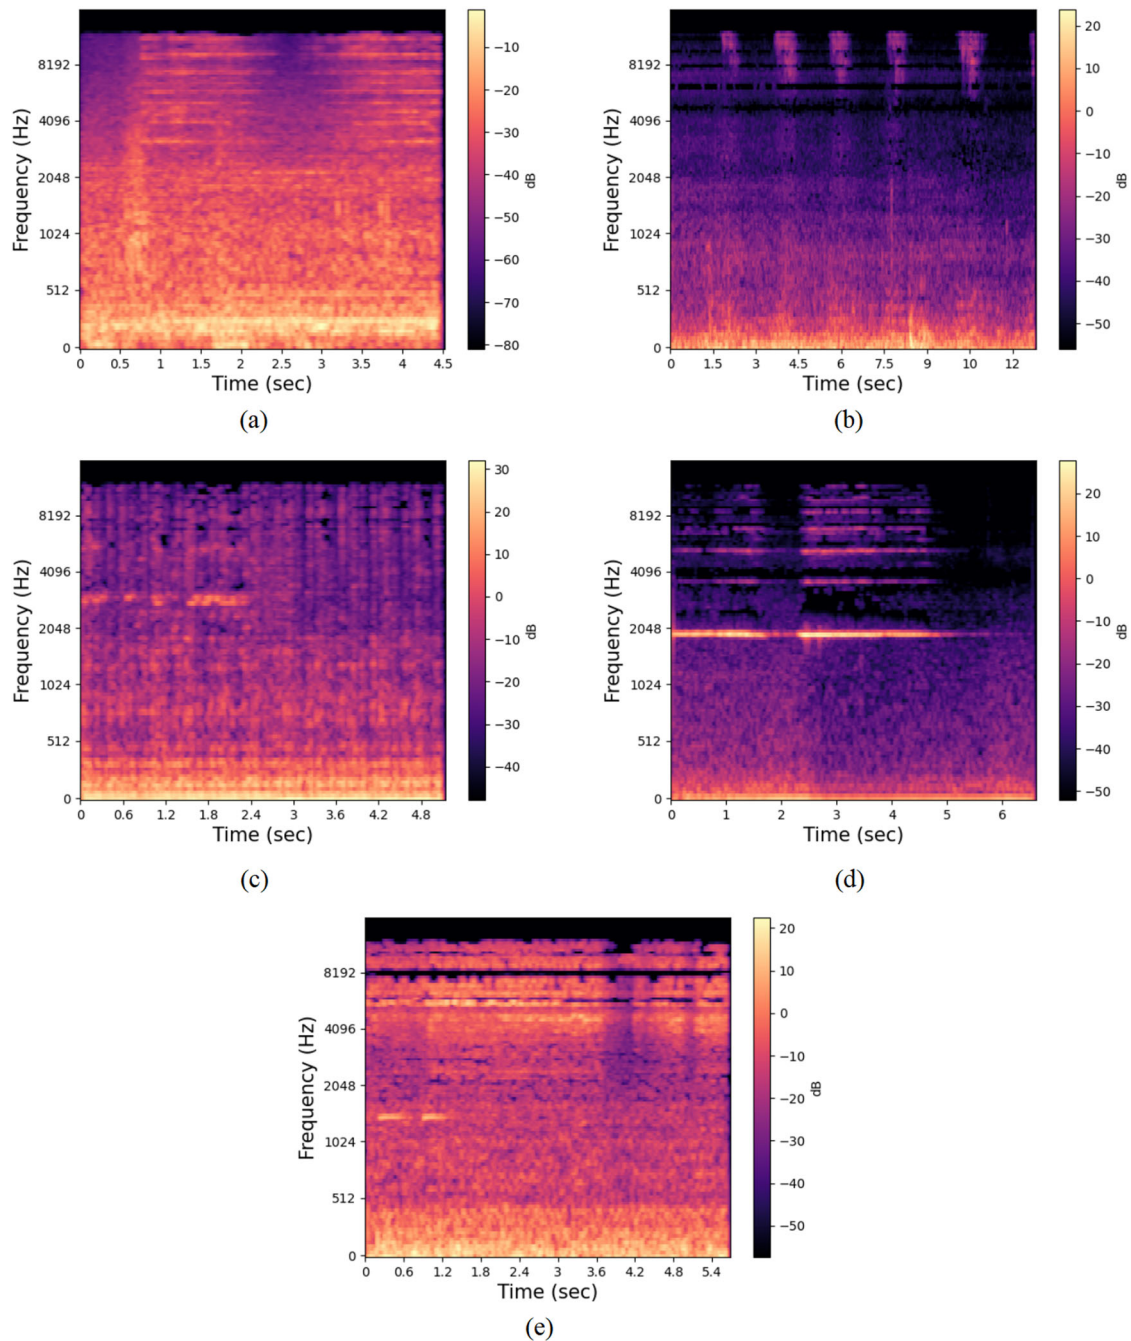 8192
4096
2048
1024
512
0
Frequency (Hz)
0 0.5 1 1.5 2 2.5 3 3.5 4 4.5
Time (sec)
−10
−20
−30
−40
−50
−60
−70
−80
dB
(a)
8192
4096
2048
1024
512
0
Frequency (Hz)
0 1.5 3 4.5 6 7.5 9 10 12
Time (sec)
20
10
0
−10
−20
−30
−40
−50
dB
(b)
8192
4096
2048
1024
512
0
Frequency (Hz)
0 0.6 1.2 1.8 2.4 3 3.6 4.2 4.8
Time (sec)
30
20
10
0
−10
−20
−30
−40
dB
(c)
8192
4096
2048
1024
512
0
Frequency (Hz)
0 1 2 3 4 5 6
Time (sec)
20
10
0
−10
−20
−30
−40
−50
dB
(d)
8192
4096
2048
1024
512
0
Frequency (Hz)
0 0.6 1.2 1.8 2.4 3 3.6 4.2 4.8 5.4
Time (sec)
20
10
0
−10
−20
−30
−40
−50
dB
(e)